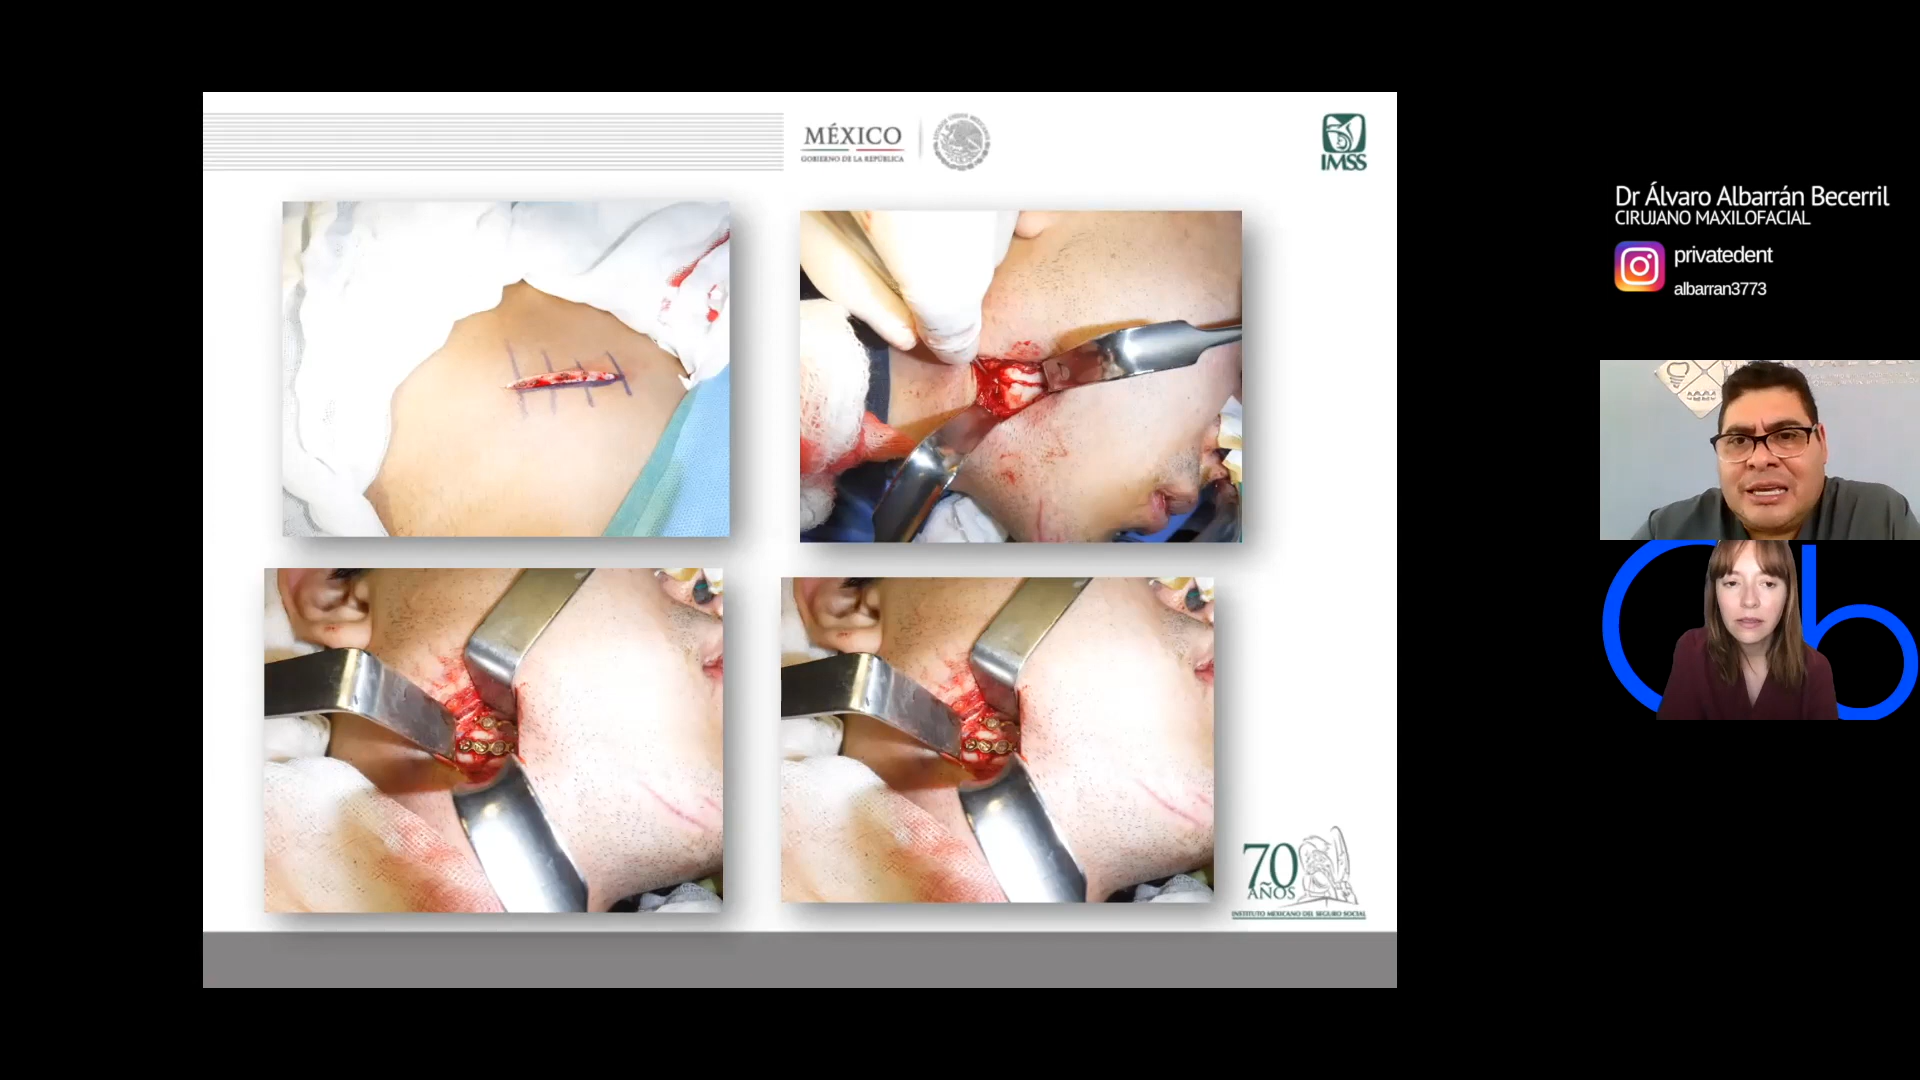 MÉXICO
GOBIERNO DE LA REPÚBLICA
IMSS
Dr Álvaro Albarrán Becerril
CIRUJANO MAXILOFACIAL
privatedent
albarran3773
70
AÑOS
INSTITUTO MEXICANO DEL SEGURO SOCIAL